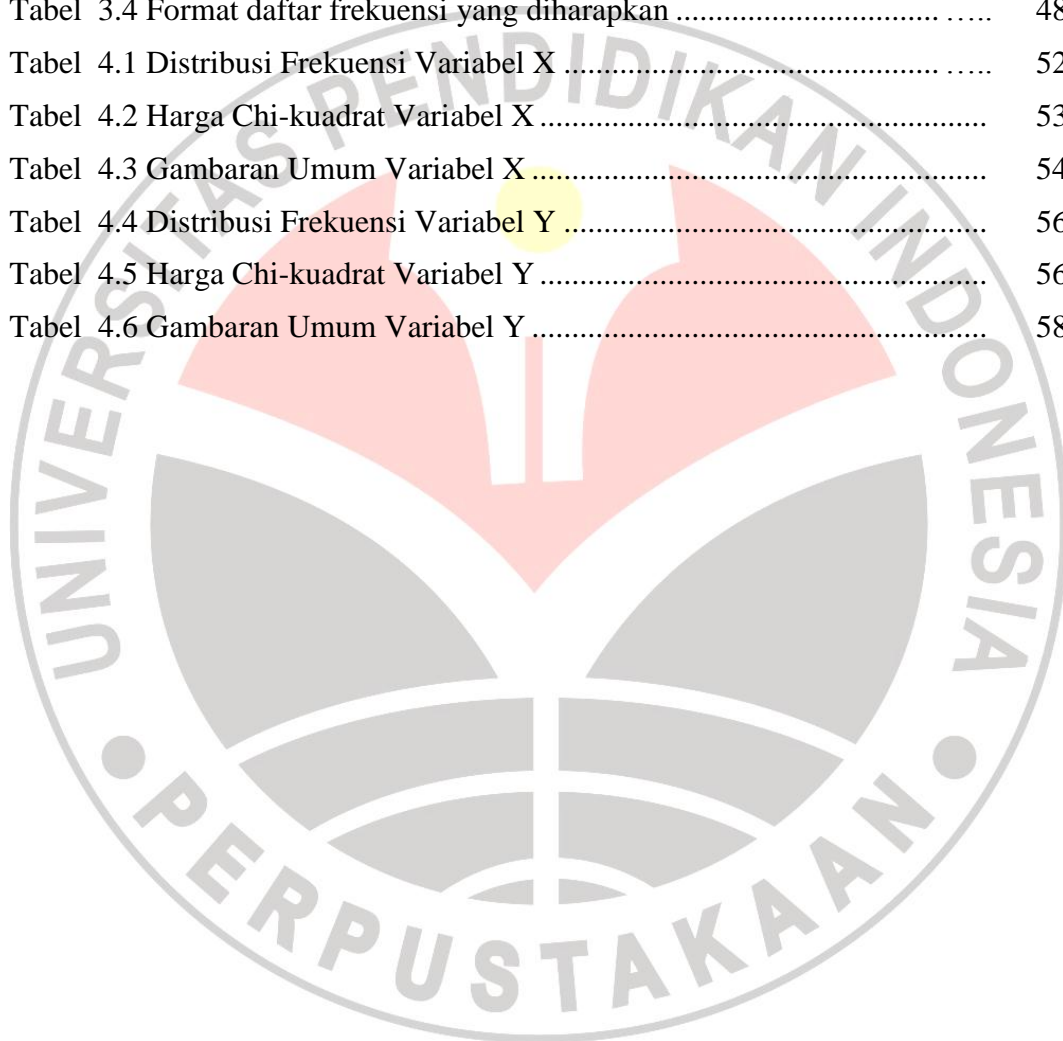 Tabel 3.4 Format daftar frekuensi yang diharapkan ................................. ….. 48
Tabel 4.1 Distribusi Frekuensi Variabel X ............................................... ….. 52
Tabel 4.2 Harga Chi-kuadrat Variabel X ........................................................ 53
Tabel 4.3 Gambaran Umum Variabel X ......................................................... 54
Tabel 4.4 Distribusi Frekuensi Variabel Y ..................................................... 56
Tabel 4.5 Harga Chi-kuadrat Variabel Y ........................................................ 56
Tabel 4.6 Gambaran Umum Variabel Y ......................................................... 58
UNIVERSITAS PENDIDIKAN INDONESIA
PERPUSTAKAAN